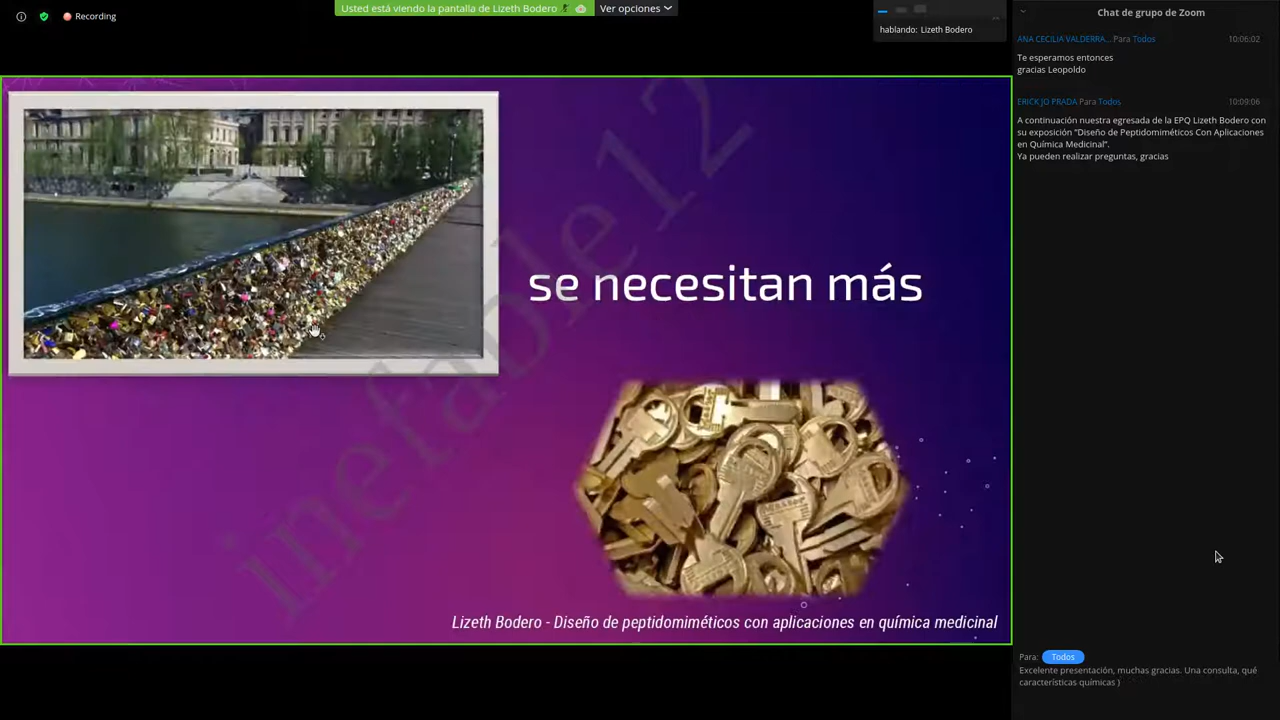 Recording
Usted está viendo la pantalla de Lizeth Bodero
Ver opciones
hablando: Lizeth Bodero
Chat de grupo de Zoom
ANA CECILIA VALDERRA... Para Todos 10:06:02
Te esperamos entonces
gracias Leopoldo
ERICK JO PRADA Para Todos 10:09:06
A continuación nuestra egresada de la EPQ Lizeth Bodero con
su exposición "Diseño de Peptidomiméticos Con Aplicaciones
en Química Medicinal".
Ya pueden realizar preguntas, gracias
se necesitan más
inefable12
Lizeth Bodero - Diseño de peptidomiméticos con aplicaciones en química medicinal
Para: Todos
Excelente presentación, muchas gracias. Una consulta, qué
características químicas }